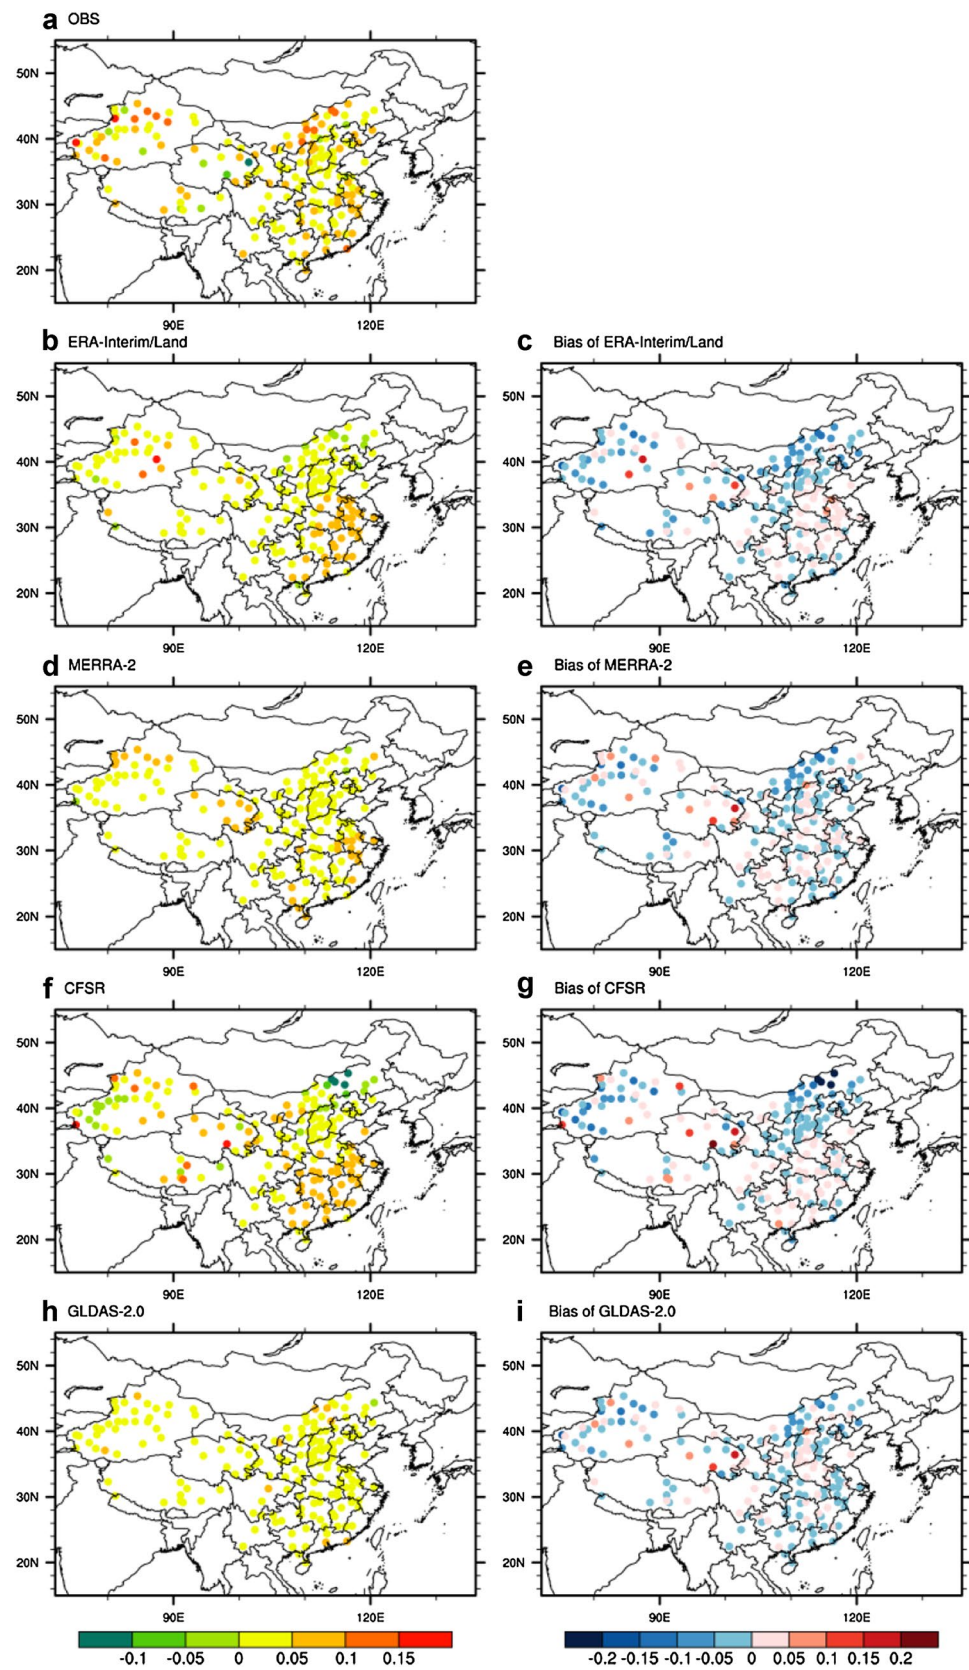 a OBS
50N
40N
30N
20N
90E 120E
b ERA-Interim/Land
c Bias of ERA-Interim/Land
50N 50N
40N 40N
30N 30N
20N 20N
90E 120E 90E 120E
d MERRA-2
e Bias of MERRA-2
50N 50N
40N 40N
30N 30N
20N 20N
90E 120E 90E 120E
f CFSR
g Bias of CFSR
50N 50N
40N 40N
30N 30N
20N 20N
90E 120E 90E 120E
h GLDAS-2.0
i Bias of GLDAS-2.0
50N 50N
40N 40N
30N 30N
20N 20N
90E 120E 90E 120E
-0.1 -0.05 0 0.05 0.1 0.15
-0.2 -0.15 -0.1 -0.05 0 0.05 0.1 0.15 0.2